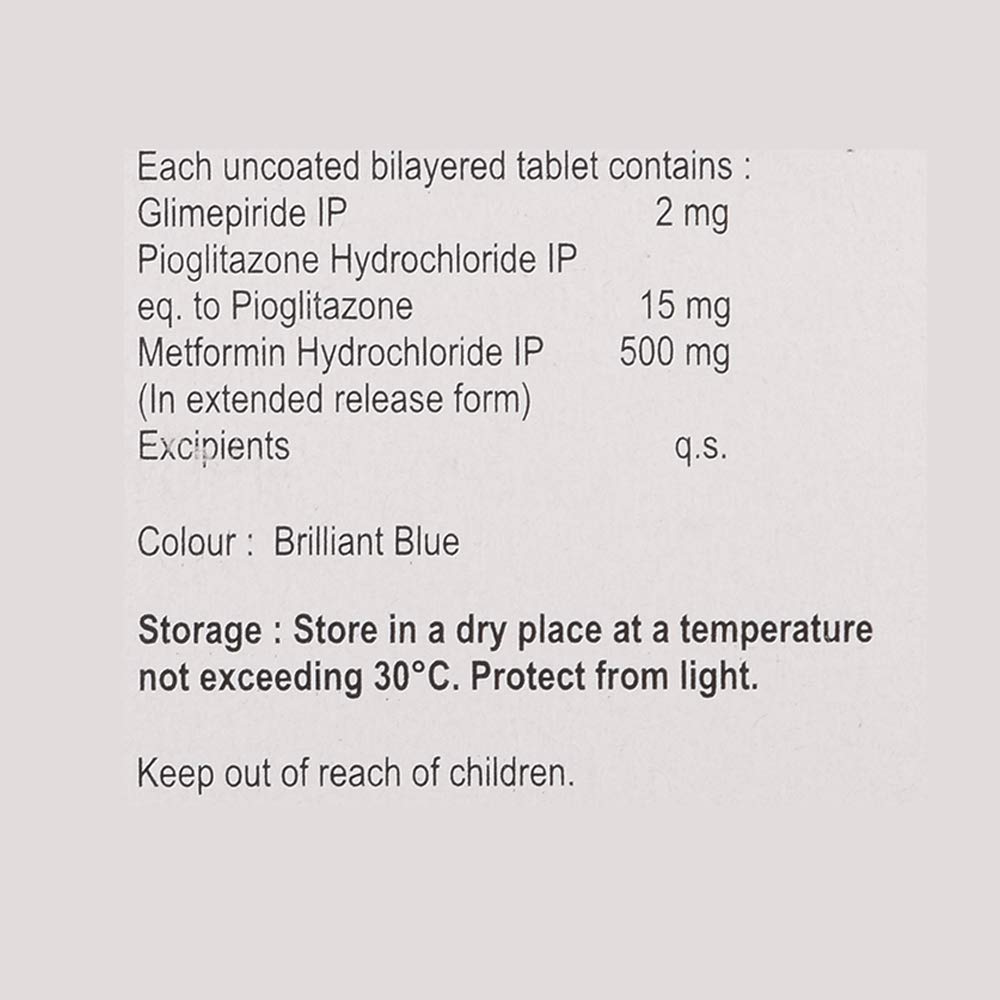 Each uncoated bilayered tablet contains :
Glimepiride IP 2 mg
Pioglitazone Hydrochloride IP
eq. to Pioglitazone 15 mg
Metformin Hydrochloride IP 500 mg
(In extended release form)
Excipients q.s.
Colour : Brilliant Blue
Storage : Store in a dry place at a temperature
not exceeding 30°C. Protect from light.
Keep out of reach of children.